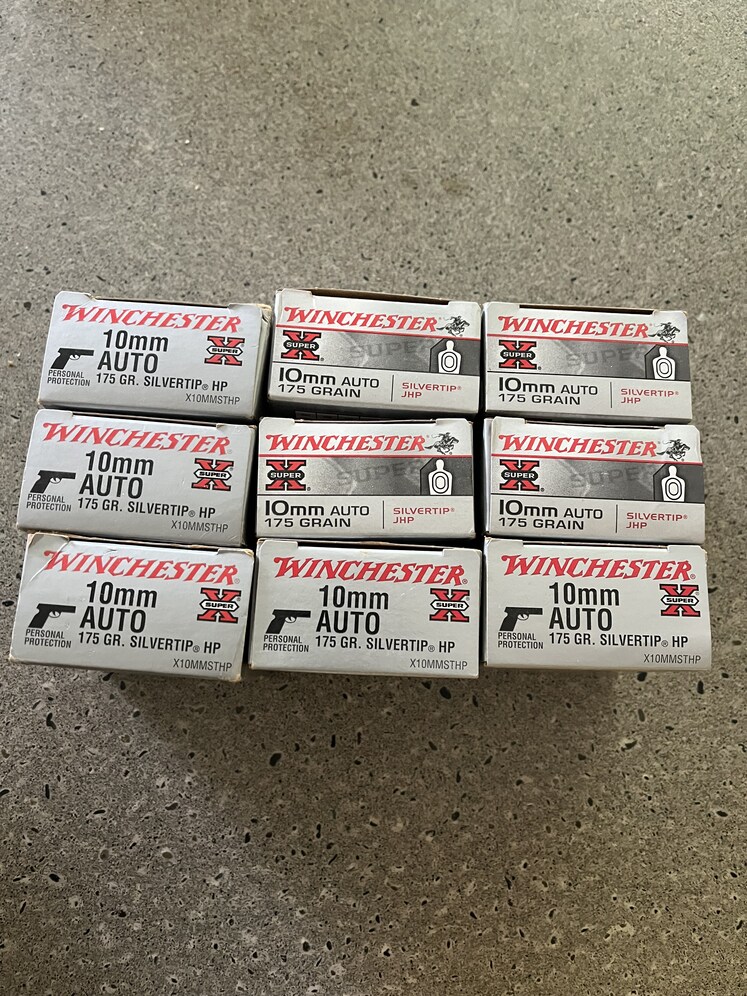 WINCHESTER®
10mm
AUTO
X SUPER
PERSONAL
PROTECTION
175 GR. SILVERTIP® HP
X10MMSTHP
WINCHESTER
X SUPER®
SUPER
10mm AUTO
175 GRAIN
SILVERTIP®
JHP
WINCHESTER
X SUPER®
SUPER
10mm AUTO
175 GRAIN
SILVERTIP®
JHP
WINCHESTER®
10mm
AUTO
X SUPER
PERSONAL
PROTECTION
175 GR. SILVERTIP® HP
X10MMSTHP
WINCHESTER
X SUPER®
SUPER
10mm AUTO
175 GRAIN
SILVERTIP®
JHP
WINCHESTER
X SUPER®
SUPER
10mm AUTO
175 GRAIN
SILVERTIP®
JHP
WINCHESTER®
10mm
AUTO
X SUPER
PERSONAL
PROTECTION
175 GR. SILVERTIP® HP
X10MMSTHP
WINCHESTER®
10mm
AUTO
X SUPER
PERSONAL
PROTECTION
175 GR. SILVERTIP® HP
X10MMSTHP
WINCHESTER®
10mm
AUTO
X SUPER
PERSONAL
PROTECTION
175 GR. SILVERTIP® HP
X10MMSTHP